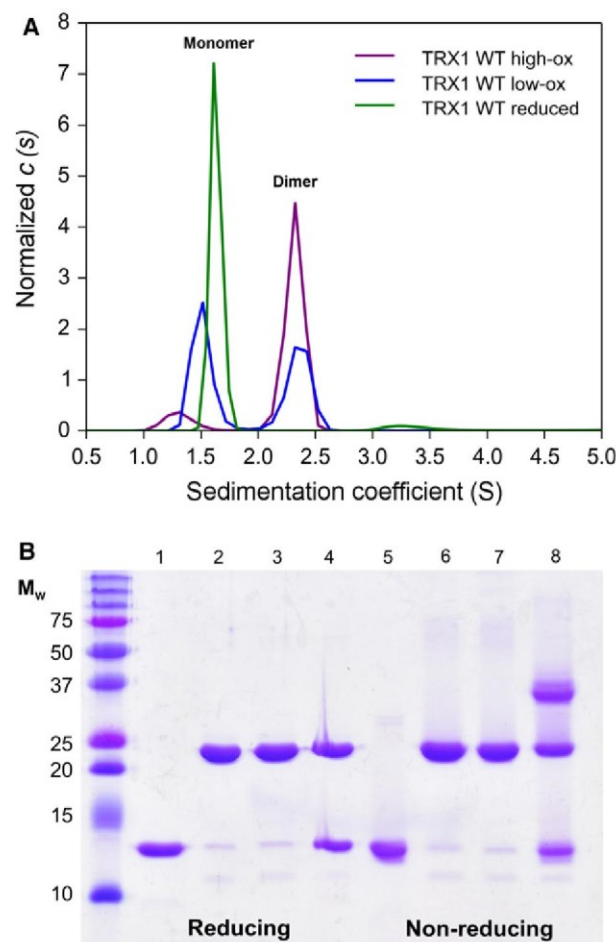 A
8
Monomer
TRX1 WT high-ox
TRX1 WT low-ox
TRX1 WT reduced
7
6
Dimer
5
4
3
2
1
0
Normalized c (s)
0.5 1.0 1.5 2.0 2.5 3.0 3.5 4.0 4.5 5.0
Sedimentation coefficient (S)
B
1 2 3 4 5 6 7 8
Mw
75
50
37
25
20
15
10
Reducing Non-reducing